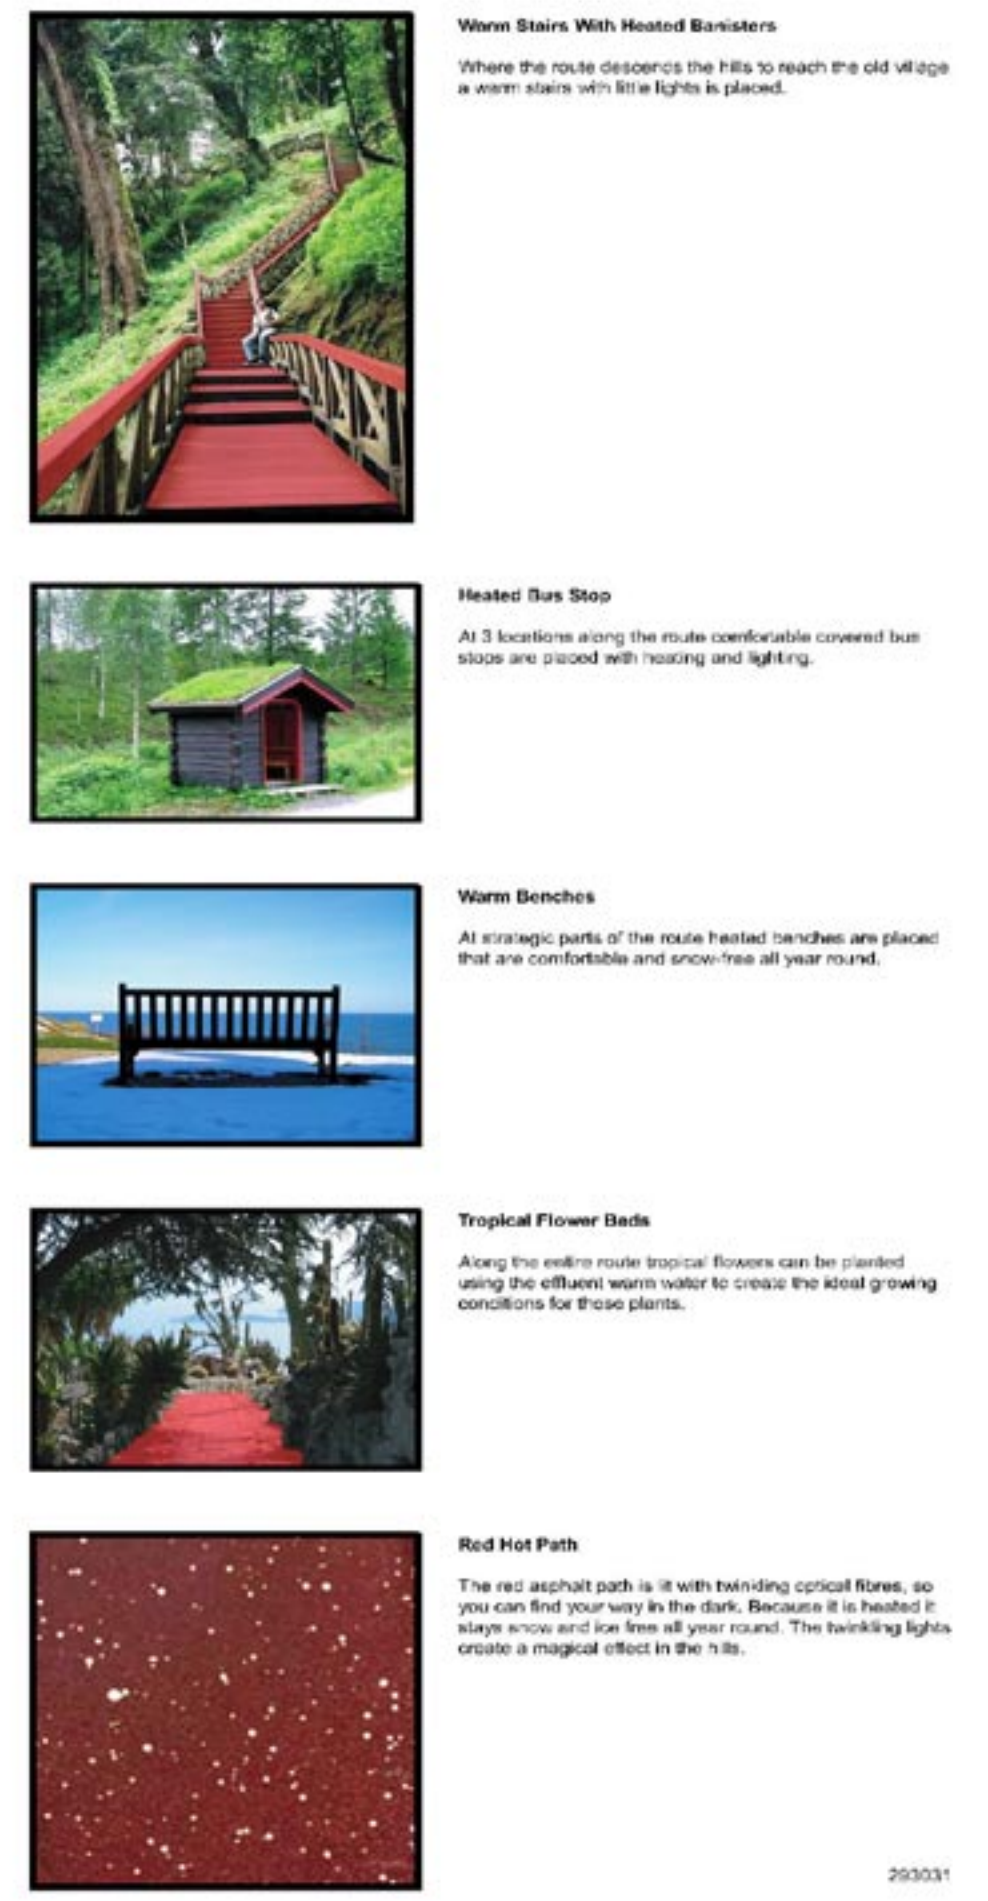 Warm Stairs With Heated Banisters
Where the route descends the hills to reach the old village
a warm stairs with little lights is placed.
Heated Bus Stop
At 3 locations along the route comfortable covered bus
stops are placed with heating and lighting.
Warm Benches
At strategic parts of the route heated benches are placed
that are comfortable and snow-free all year round.
Tropical Flower Beds
Along the entire route tropical flowers can be planted
using the effluent warm water to create the ideal growing
conditions for those plants.
Red Hot Path
The red asphalt path is lit with twinkling optical fibres, so
you can find your way in the dark. Because it is heated it
stays snow and ice free all year round. The twinkling lights
create a magical effect in the hills.
293031